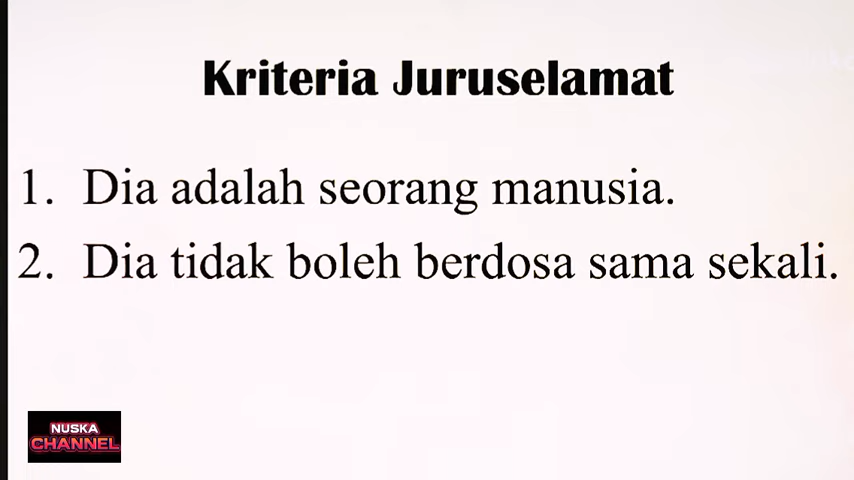 Kriteria Juruselamat
1. Dia adalah seorang manusia.
2. Dia tidak boleh berdosa sama sekali.
NUSKA
CHANNEL